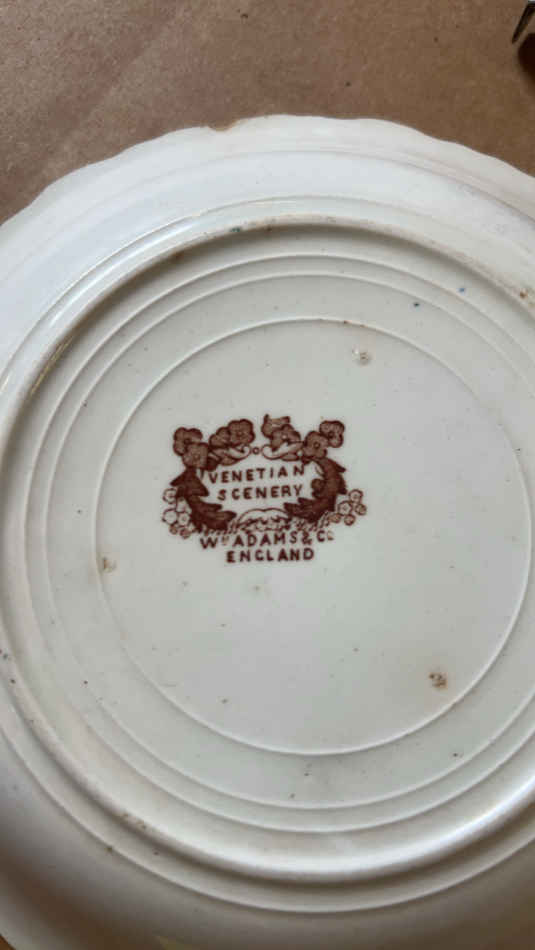 VENETIAN
SCENERY
Wᴹ ADAMS & Cº
ENGLAND